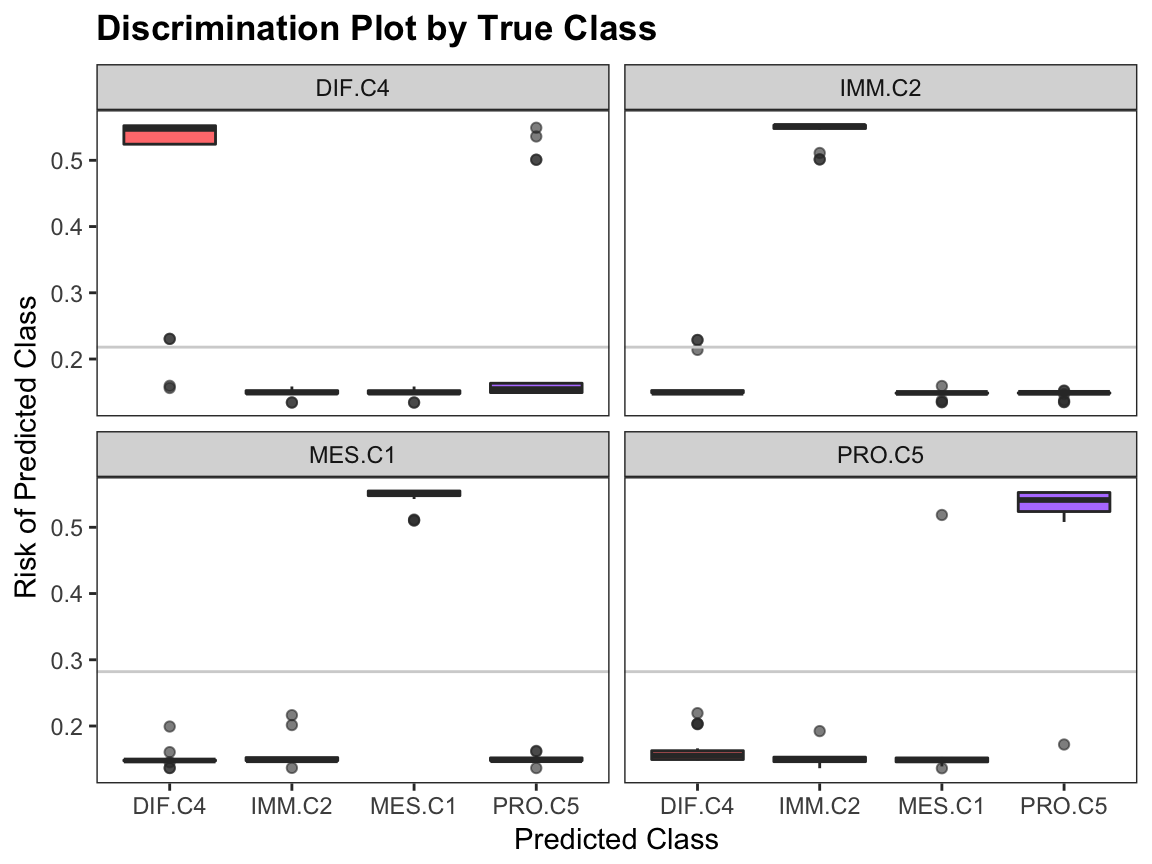 Discrimination Plot by True Class
DIF.C4
IMM.C2
0.5
0.4
0.3
0.2
MES.C1
PRO.C5
0.5
0.4
0.3
0.2
Risk of Predicted Class
DIF.C4 IMM.C2 MES.C1 PRO.C5
DIF.C4 IMM.C2 MES.C1 PRO.C5
Predicted Class